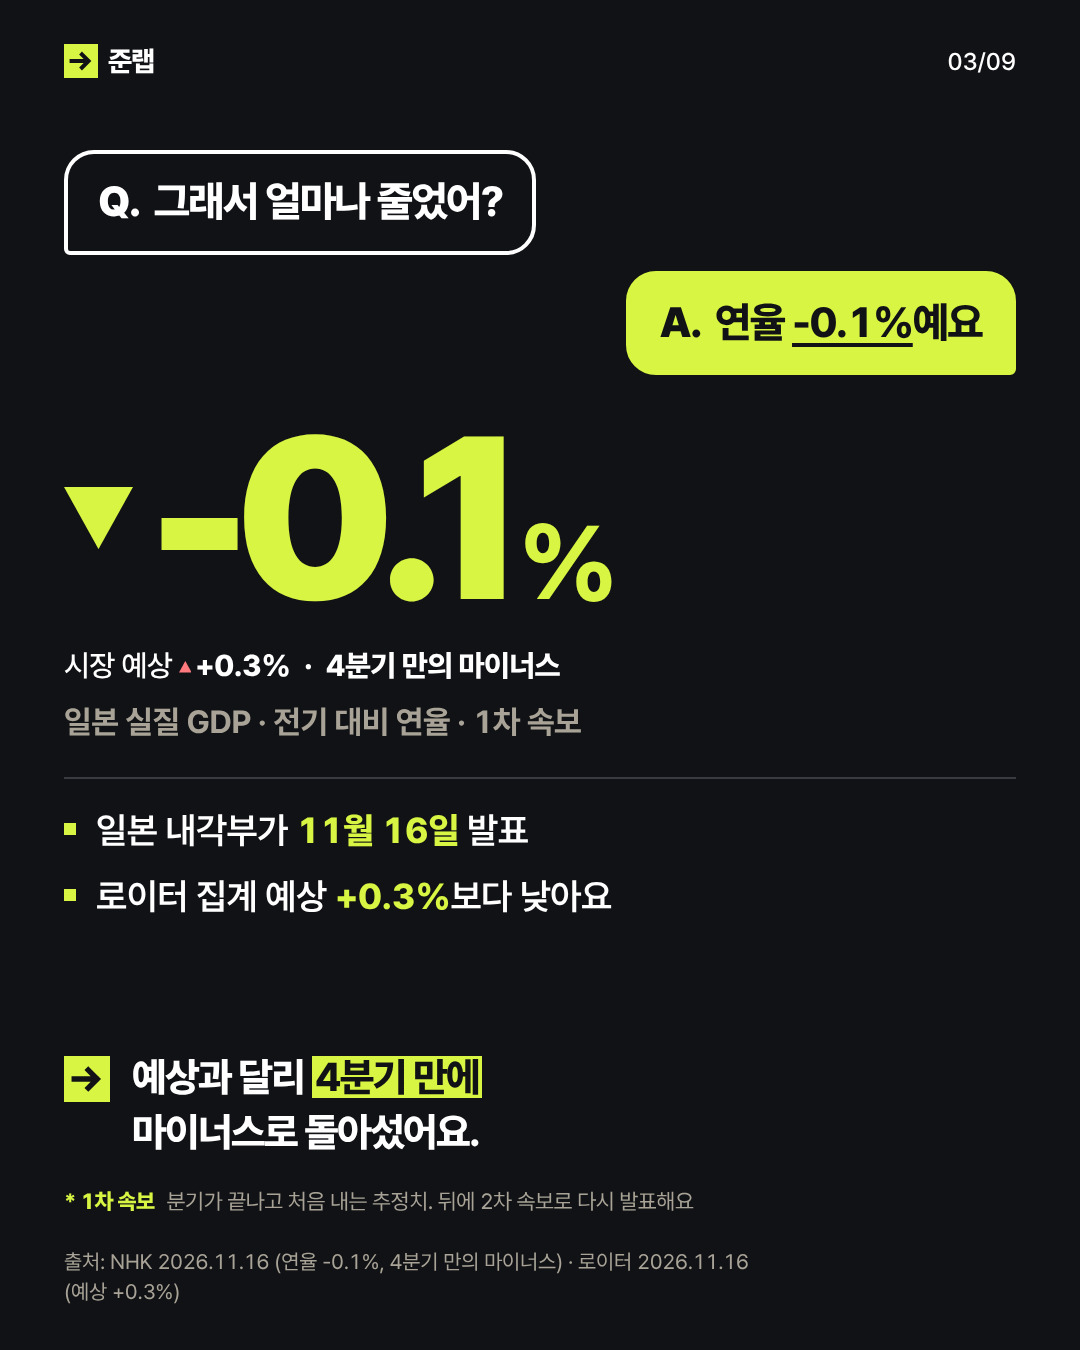 준랩
03/09
Q. 그래서 얼마나 줄었어?
A. 연율 -0.1%예요
▼ -0.1%
시장 예상 ▲+0.3% · 4분기 만의 마이너스
일본 실질 GDP · 전기 대비 연율 · 1차 속보
일본 내각부가 11월 16일 발표
로이터 집계 예상 +0.3%보다 낮아요
예상과 달리 4분기 만에
마이너스로 돌아섰어요.
* 1차 속보 분기가 끝나고 처음 내는 추정치. 뒤에 2차 속보로 다시 발표해요
출처: NHK 2026.11.16 (연율 -0.1%, 4분기 만의 마이너스) · 로이터 2026.11.16
(예상 +0.3%)